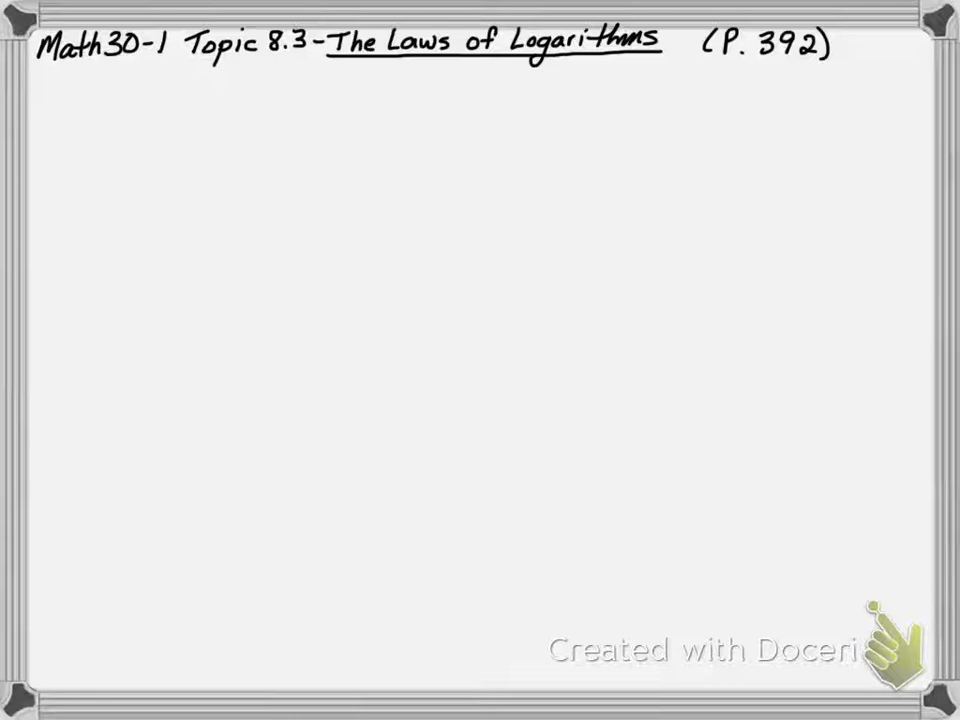 Math30-1 Topic 8.3-The Laws of Logarithms (P. 392)
Created with Doceri